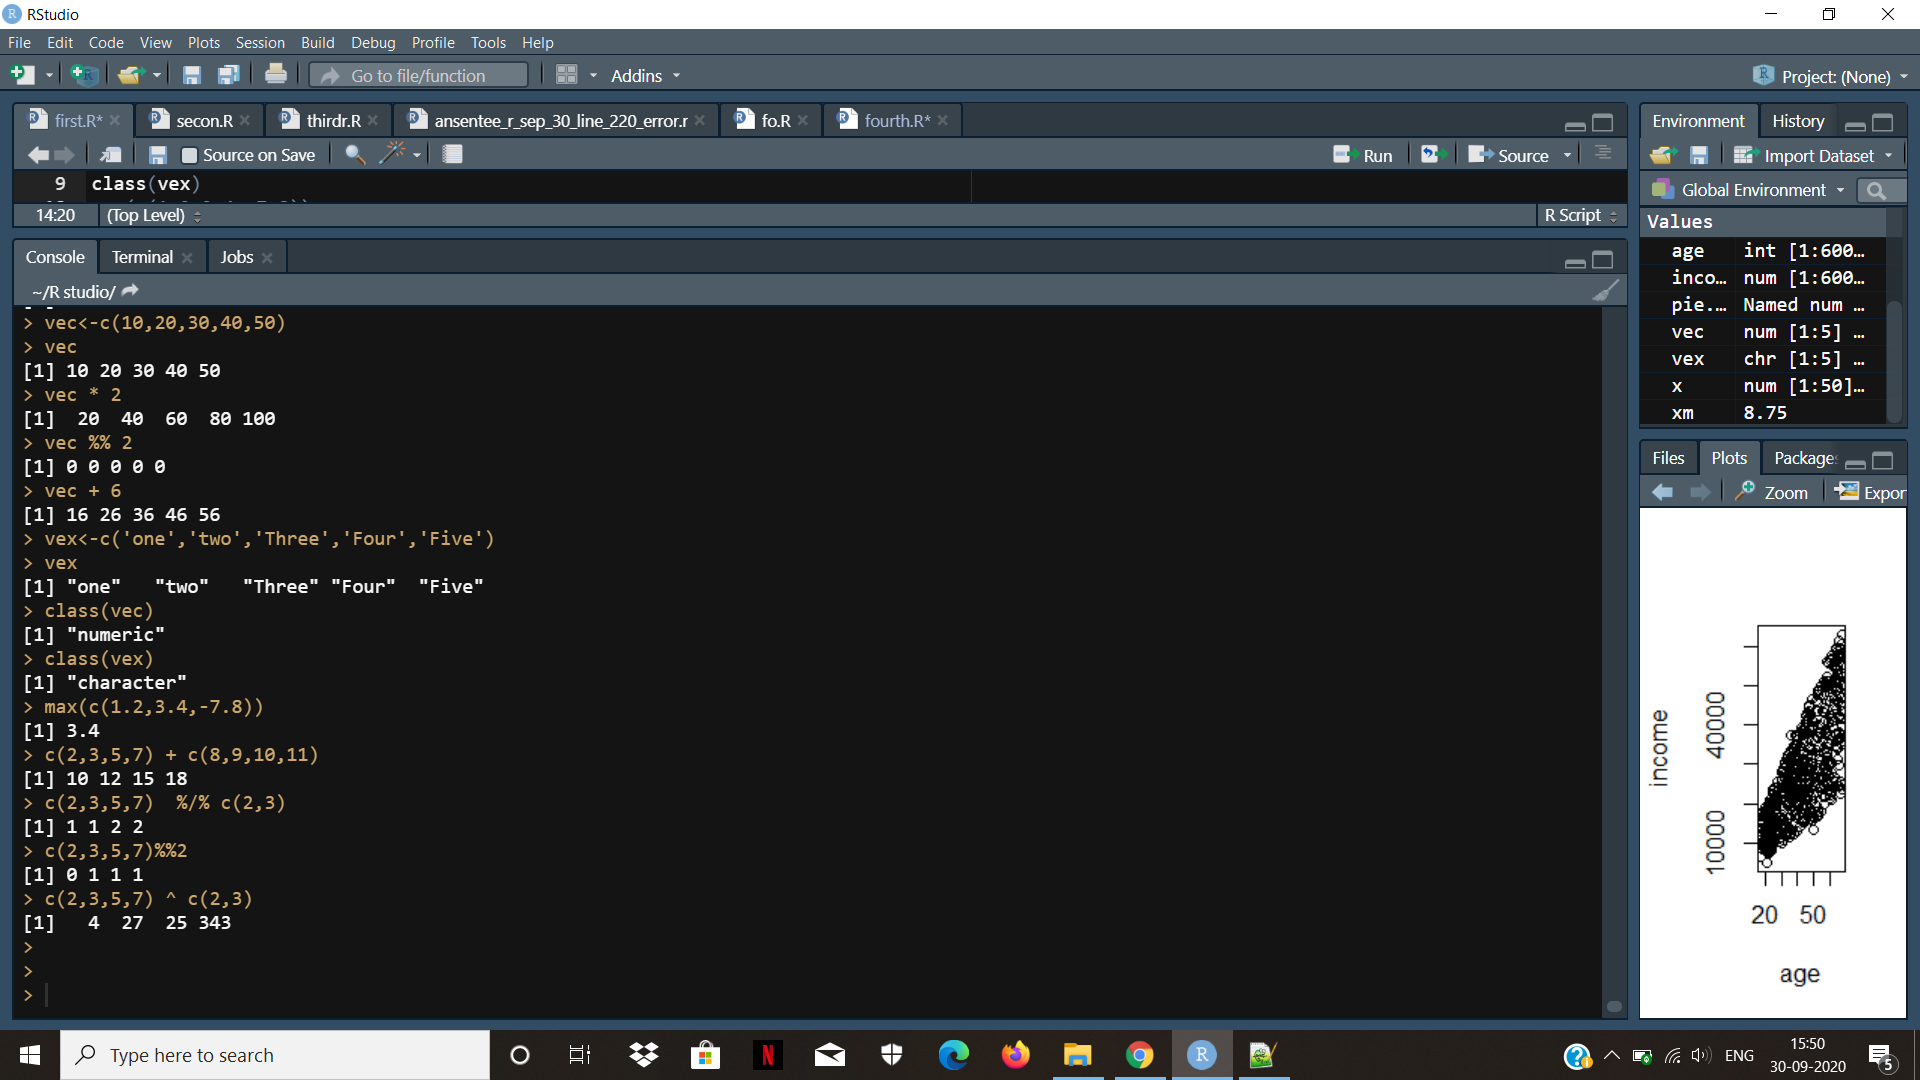 RStudio
File Edit Code View Plots Session Build Debug Profile Tools Help
Go to file/function Addins Project: (None)
first.R* secon.R thirdr.R ansentee_r_sep_30_line_220_error.r fo.R fourth.R*
Source on Save Run Source
9 class(vex)
14:20 (Top Level) R Script
Console Terminal Jobs
~/R studio/
> vec<-c(10,20,30,40,50)
> vec
[1] 10 20 30 40 50
> vec * 2
[1]  20  40  60  80 100
> vec %% 2
[1] 0 0 0 0 0
> vec + 6
[1] 16 26 36 46 56
> vex<-c('one','two','Three','Four','Five')
> vex
[1] "one"   "two"   "Three" "Four"  "Five"
> class(vec)
[1] "numeric"
> class(vex)
[1] "character"
> max(c(1.2,3.4,-7.8))
[1] 3.4
> c(2,3,5,7) + c(8,9,10,11)
[1] 10 12 15 18
> c(2,3,5,7)  %/% c(2,3)
[1] 1 1 2 2
> c(2,3,5,7)%%2
[1] 0 1 1 1
> c(2,3,5,7) ^ c(2,3)
[1]   4  27  25 343
>
>
>
Environment History
Import Dataset
Global Environment
Values
age int [1:600…
inco… num [1:600…
pie.… Named num …
vec num [1:5] …
vex chr [1:5] …
x num [1:50]…
xm 8.75
Files Plots Package
Zoom Expor
income
40000
10000
20 50
age
Type here to search
ENG
15:50
30-09-2020
5